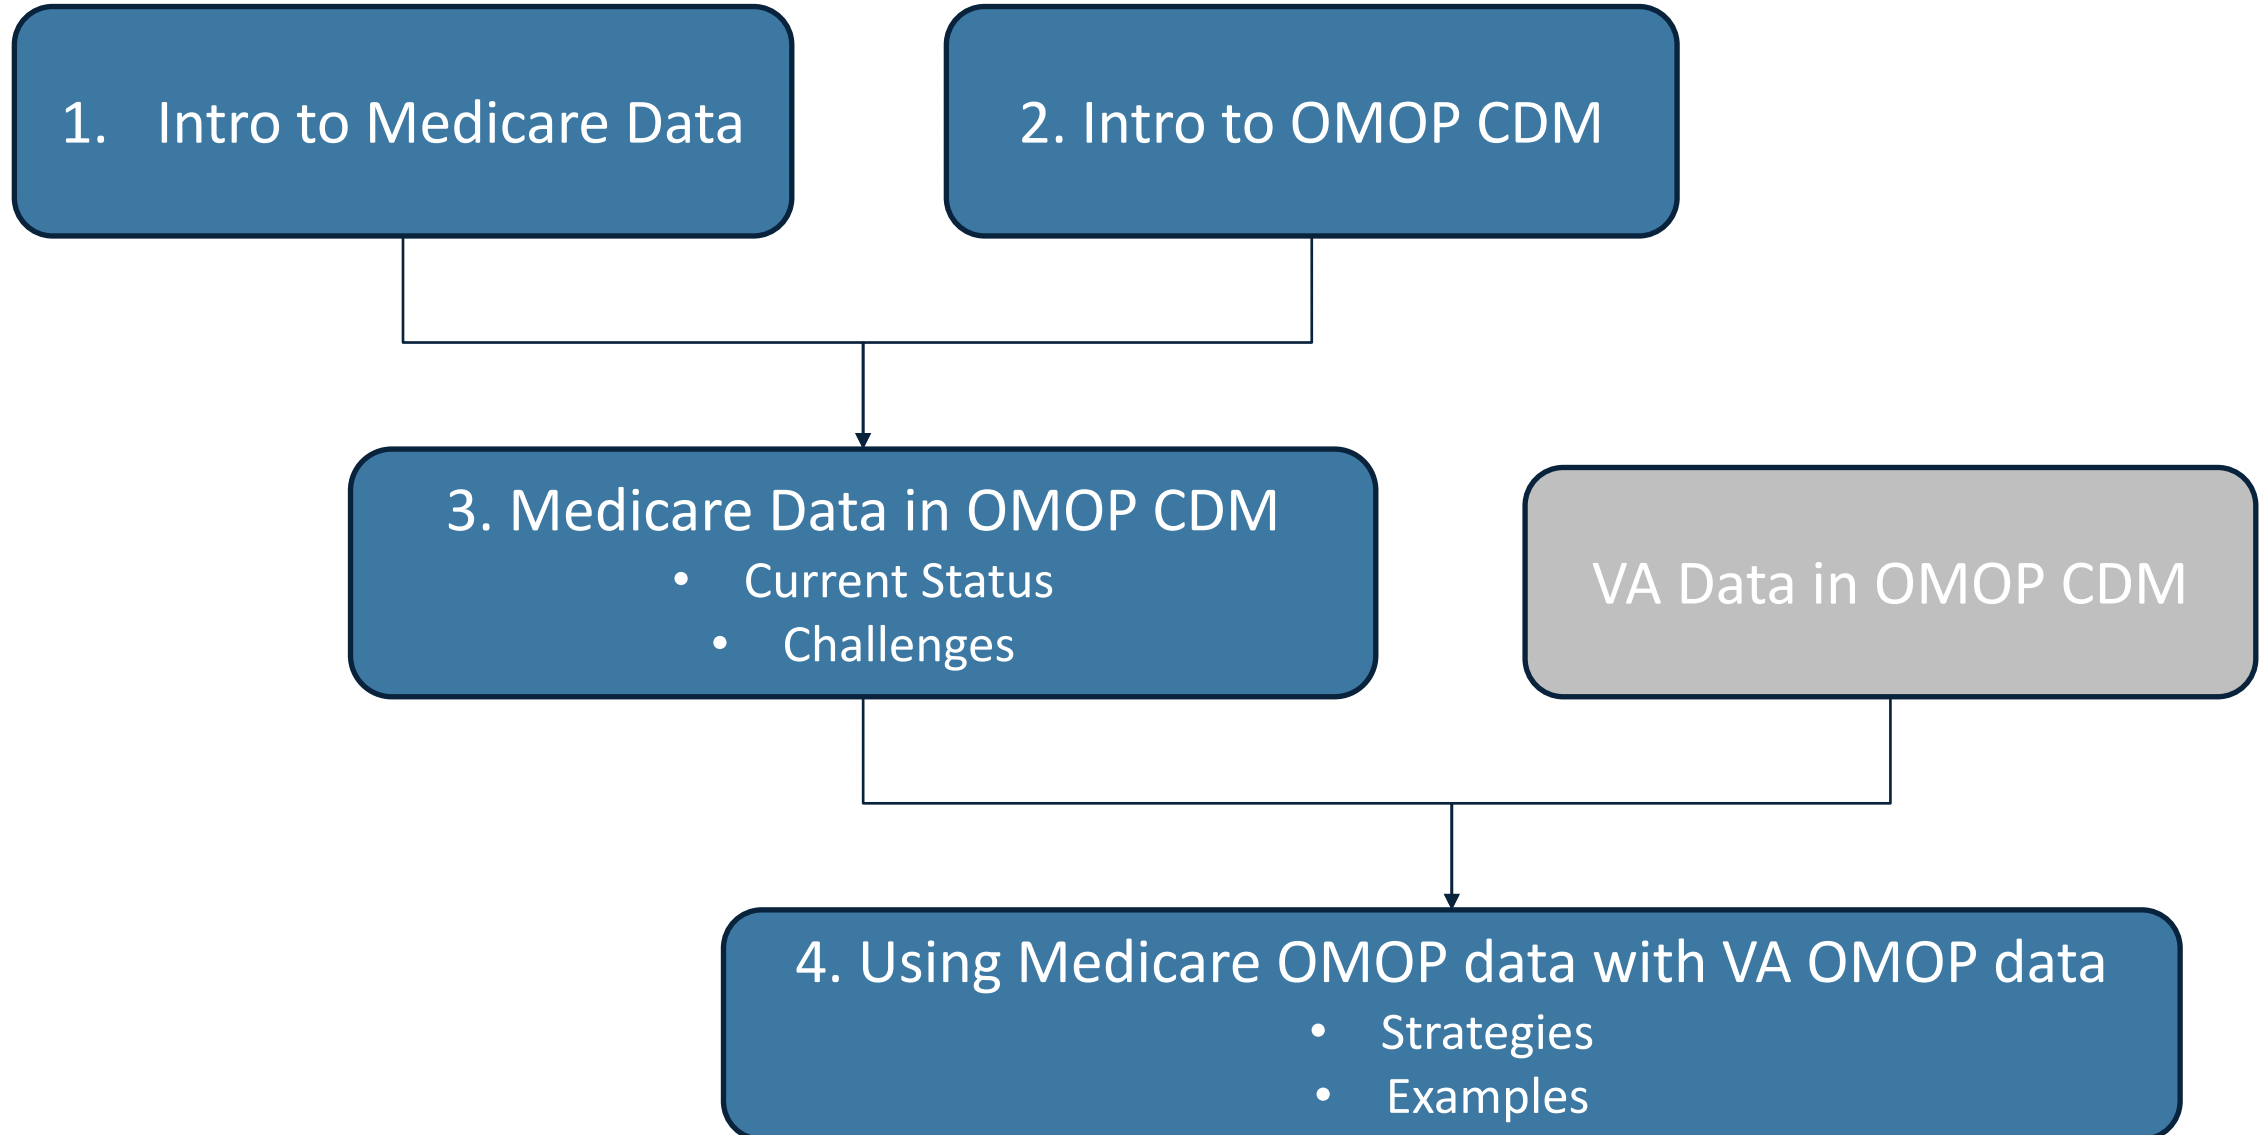 1. Intro to Medicare Data
2. Intro to OMOP CDM
3. Medicare Data in OMOP CDM
• Current Status
• Challenges
VA Data in OMOP CDM
4. Using Medicare OMOP data with VA OMOP data
• Strategies
• Examples